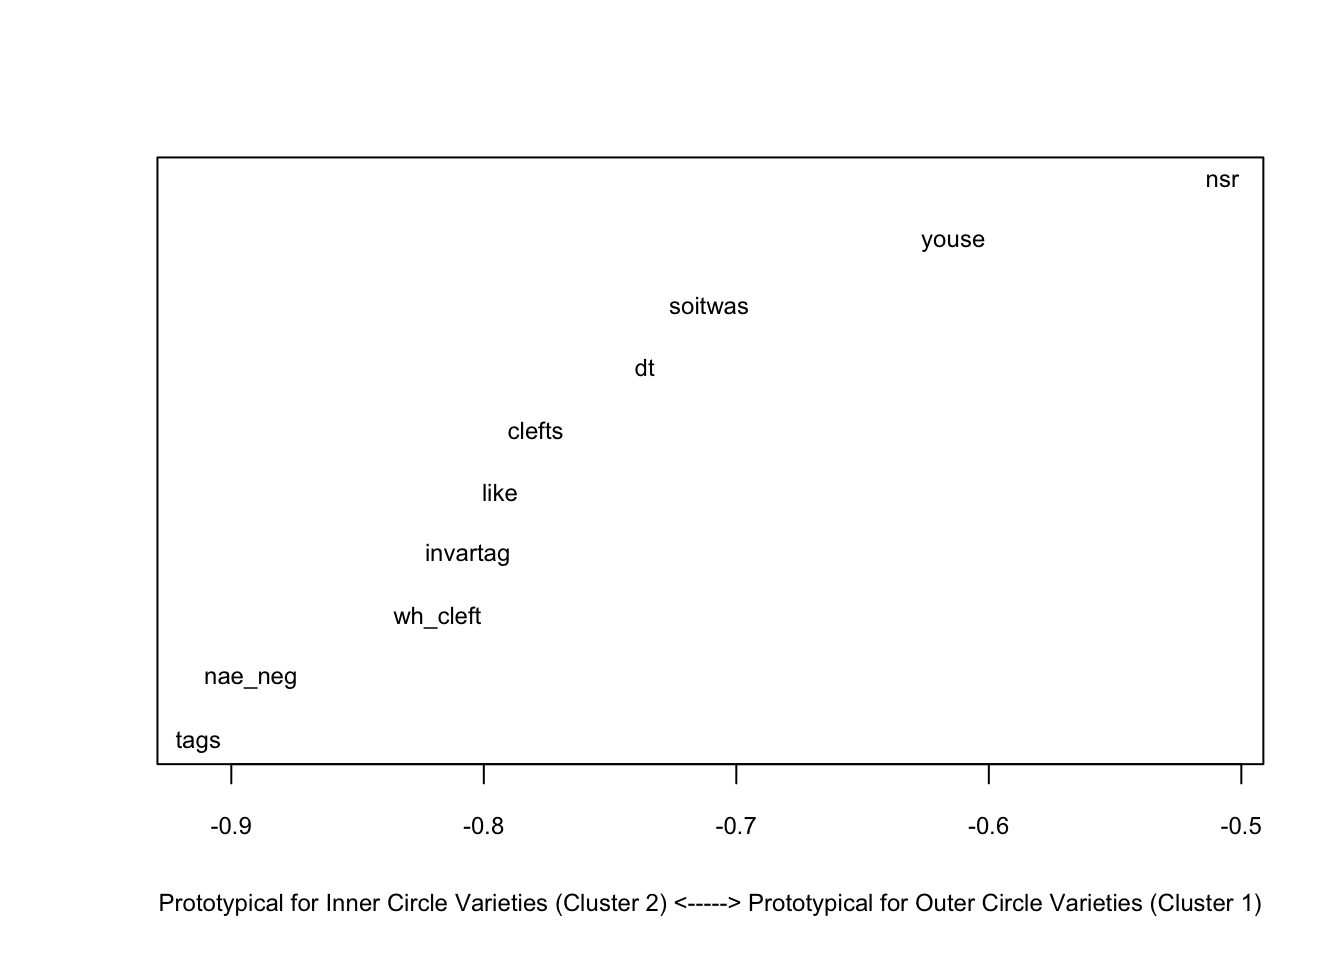 nsr
youse
soitwas
dt
clefts
like
invartag
wh_cleft
nae_neg
tags
-0.9 -0.8 -0.7 -0.6 -0.5
Prototypical for Inner Circle Varieties (Cluster 2) <-----> Prototypical for Outer Circle Varieties (Cluster 1)